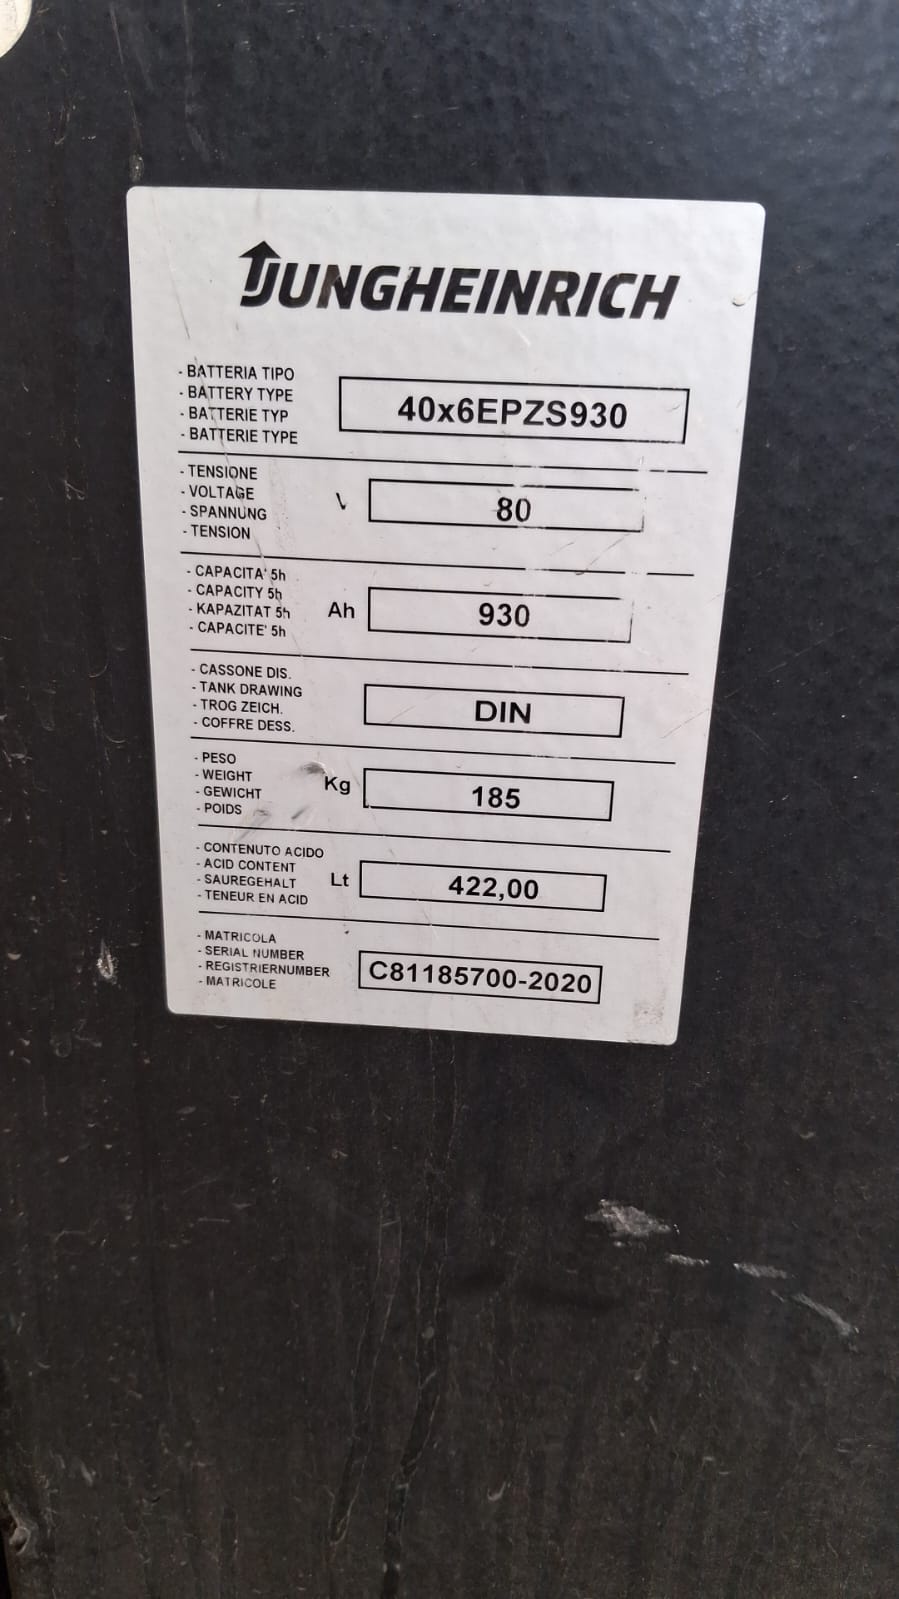 JUNGHEINRICH
- BATTERIA TIPO
- BATTERY TYPE
- BATTERIE TYP
- BATTERIE TYPE
40x6EPZS930
- TENSIONE
- VOLTAGE
- SPANNUNG
- TENSION
80
- CAPACITA' 5h
- CAPACITY 5h
- KAPAZITAT 5h
- CAPACITE' 5h
Ah
930
- CASSONE DIS.
- TANK DRAWING
- TROG ZEICH.
- COFFRE DESS.
DIN
- PESO
- WEIGHT
- GEWICHT
- POIDS
Kg
185
- CONTENUTO ACIDO
- ACID CONTENT
- SAUREGEHALT
- TENEUR EN ACID
Lt
422,00
- MATRICOLA
- SERIAL NUMBER
- REGISTRIERNUMBER
- MATRICOLE
C81185700-2020